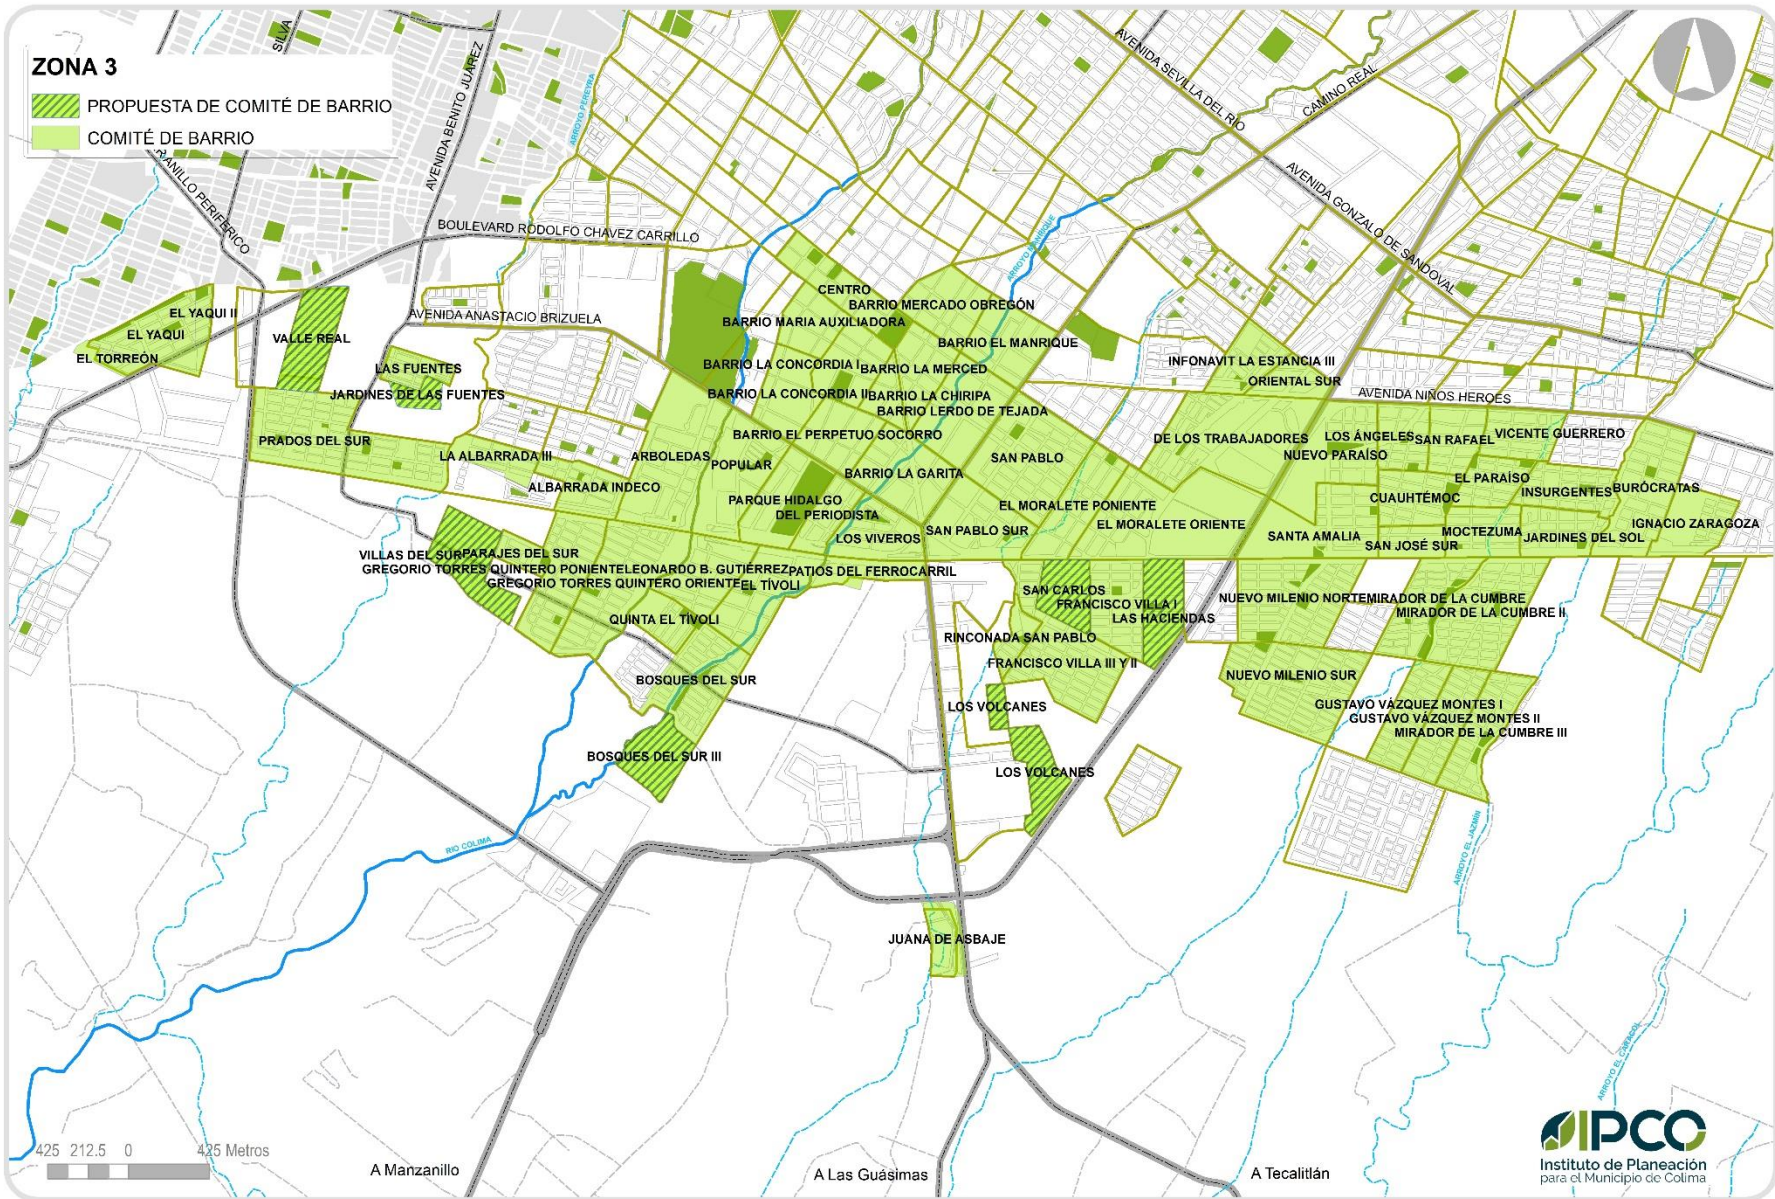 ZONA 3
PROPUESTA DE COMITÉ DE BARRIO
COMITÉ DE BARRIO
SILVA
AVENIDA BENITO JUÁREZ
ARROYO PEREYRA
AVENIDA SEVILLA DEL RÍO
CAMINO REAL
AVENIDA GONZALO DE SANDOVAL
ANILLO PERIFERICO
BOULEVARD RODOLFO CHAVEZ CARRILLO
ARROYO MANRIQUE
AVENIDA ANASTACIO BRIZUELA
AVENIDA NIÑOS HEROES
EL YAQUI II
EL YAQUI
EL TORREÓN
VALLE REAL
LAS FUENTES
JARDINES DE LAS FUENTES
PRADOS DEL SUR
LA ALBARRADA III
ALBARRADA INDECO
ARBOLEDAS
POPULAR
CENTRO
BARRIO MERCADO OBREGÓN
BARRIO MARIA AUXILIADORA
BARRIO EL MANRIQUE
BARRIO LA CONCORDIA I
BARRIO LA MERCED
BARRIO LA CONCORDIA II
BARRIO LA CHIRIPA
BARRIO LERDO DE TEJADA
BARRIO EL PERPETUO SOCORRO
BARRIO LA GARITA
SAN PABLO
PARQUE HIDALGO
DEL PERIODISTA
LOS VIVEROS
SAN PABLO SUR
EL MORALETE PONIENTE
EL MORALETE ORIENTE
INFONAVIT LA ESTANCIA III
ORIENTAL SUR
DE LOS TRABAJADORES
LOS ÁNGELES
SAN RAFAEL
VICENTE GUERRERO
NUEVO PARAÍSO
EL PARAÍSO
CUAUHTÉMOC
INSURGENTES
BURÓCRATAS
SANTA AMALIA
SAN JOSÉ SUR
MOCTEZUMA
JARDINES DEL SOL
IGNACIO ZARAGOZA
VILLAS DEL SUR
PARAJES DEL SUR
GREGORIO TORRES QUINTERO PONIENTE
LEONARDO B. GUTIÉRREZ
PATIOS DEL FERROCARRIL
GREGORIO TORRES QUINTERO ORIENTE
EL TÍVOLI
QUINTA EL TÍVOLI
BOSQUES DEL SUR
BOSQUES DEL SUR III
SAN CARLOS
FRANCISCO VILLA I
LAS HACIENDAS
RINCONADA SAN PABLO
FRANCISCO VILLA III Y II
LOS VOLCANES
LOS VOLCANES
NUEVO MILENIO NORTE
MIRADOR DE LA CUMBRE
MIRADOR DE LA CUMBRE II
NUEVO MILENIO SUR
GUSTAVO VÁZQUEZ MONTES I
GUSTAVO VÁZQUEZ MONTES II
MIRADOR DE LA CUMBRE III
RIO COLIMA
ARROYO EL JAZMÍN
JUANA DE ASBAJE
ARROYO EL CARACOL
425 212.5 0 425 Metros
A Manzanillo
A Las Guásimas
A Tecalitlán
IPCO
Instituto de Planeación
para el Municipio de Colima